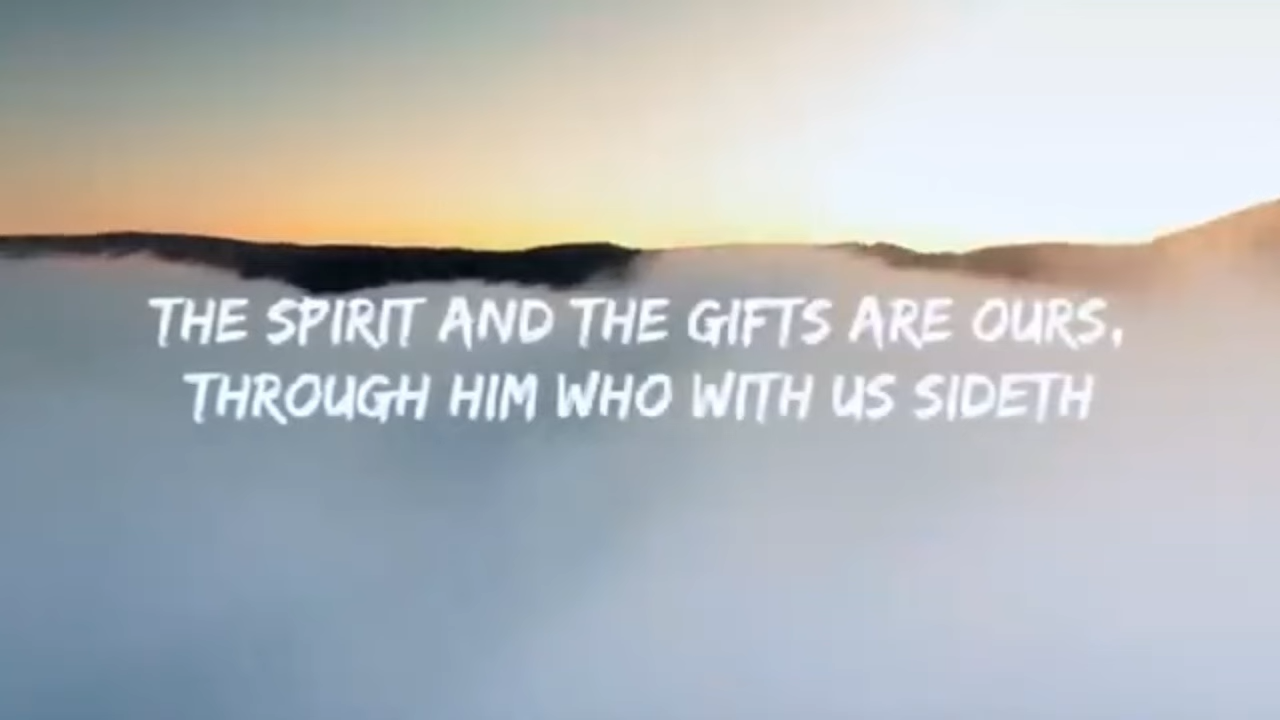 THE SPIRIT AND THE GIFTS ARE OURS,
THROUGH HIM WHO WITH US SIDETH